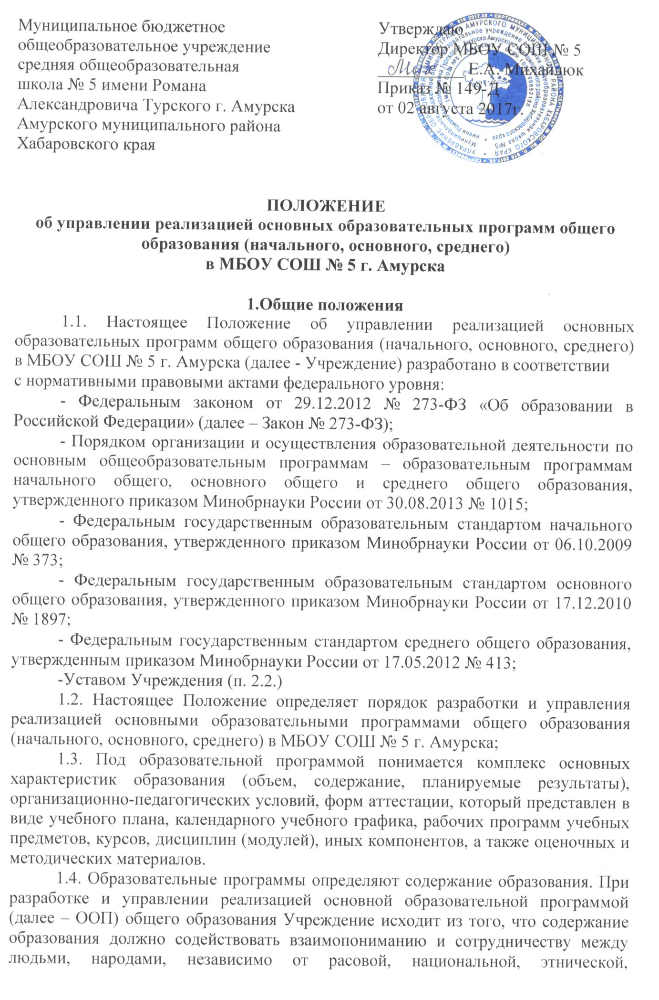 Муниципальное бюджетное
общеобразовательное учреждение
средняя общеобразовательная
школа № 5 имени Романа
Александровича Турского г. Амурска
Амурского муниципального района
Хабаровского края
Утверждаю
Директор МБОУ СОШ № 5
Е.А. Михайлюк
Приказ № 149-Д
от 02 августа 2017г.
ПОЛОЖЕНИЕ
об управлении реализацией основных образовательных программ общего
образования (начального, основного, среднего)
в МБОУ СОШ № 5 г. Амурска
1.Общие положения
1.1. Настоящее Положение об управлении реализацией основных
образовательных программ общего образования (начального, основного, среднего)
в МБОУ СОШ № 5 г. Амурска (далее - Учреждение) разработано в соответствии
с нормативными правовыми актами федерального уровня:
- Федеральным законом от 29.12.2012 № 273-ФЗ «Об образовании в
Российской Федерации» (далее – Закон № 273-ФЗ);
- Порядком организации и осуществления образовательной деятельности по
основным общеобразовательным программам – образовательным программам
начального общего, основного общего и среднего общего образования,
утвержденного приказом Минобрнауки России от 30.08.2013 № 1015;
- Федеральным государственным образовательным стандартом начального
общего образования, утвержденного приказом Минобрнауки России от 06.10.2009
№ 373;
- Федеральным государственным образовательным стандартом основного
общего образования, утвержденного приказом Минобрнауки России от 17.12.2010
№ 1897;
- Федеральным государственным стандартом среднего общего образования,
утвержденным приказом Минобрнауки России от 17.05.2012 № 413;
-Уставом Учреждения (п. 2.2.)
1.2. Настоящее Положение определяет порядок разработки и управления
реализацией основными образовательными программами общего образования
(начального, основного, среднего) в МБОУ СОШ № 5 г. Амурска;
1.3. Под образовательной программой понимается комплекс основных
характеристик образования (объем, содержание, планируемые результаты),
организационно-педагогических условий, форм аттестации, который представлен в
виде учебного плана, календарного учебного графика, рабочих программ учебных
предметов, курсов, дисциплин (модулей), иных компонентов, а также оценочных и
методических материалов.
1.4. Образовательные программы определяют содержание образования. При
разработке и управлении реализацией основной образовательной программой
(далее – ООП) общего образования Учреждение исходит из того, что содержание
образования должно содействовать взаимопониманию и сотрудничеству между
людьми, народами, независимо от расовой, национальной, этнической,